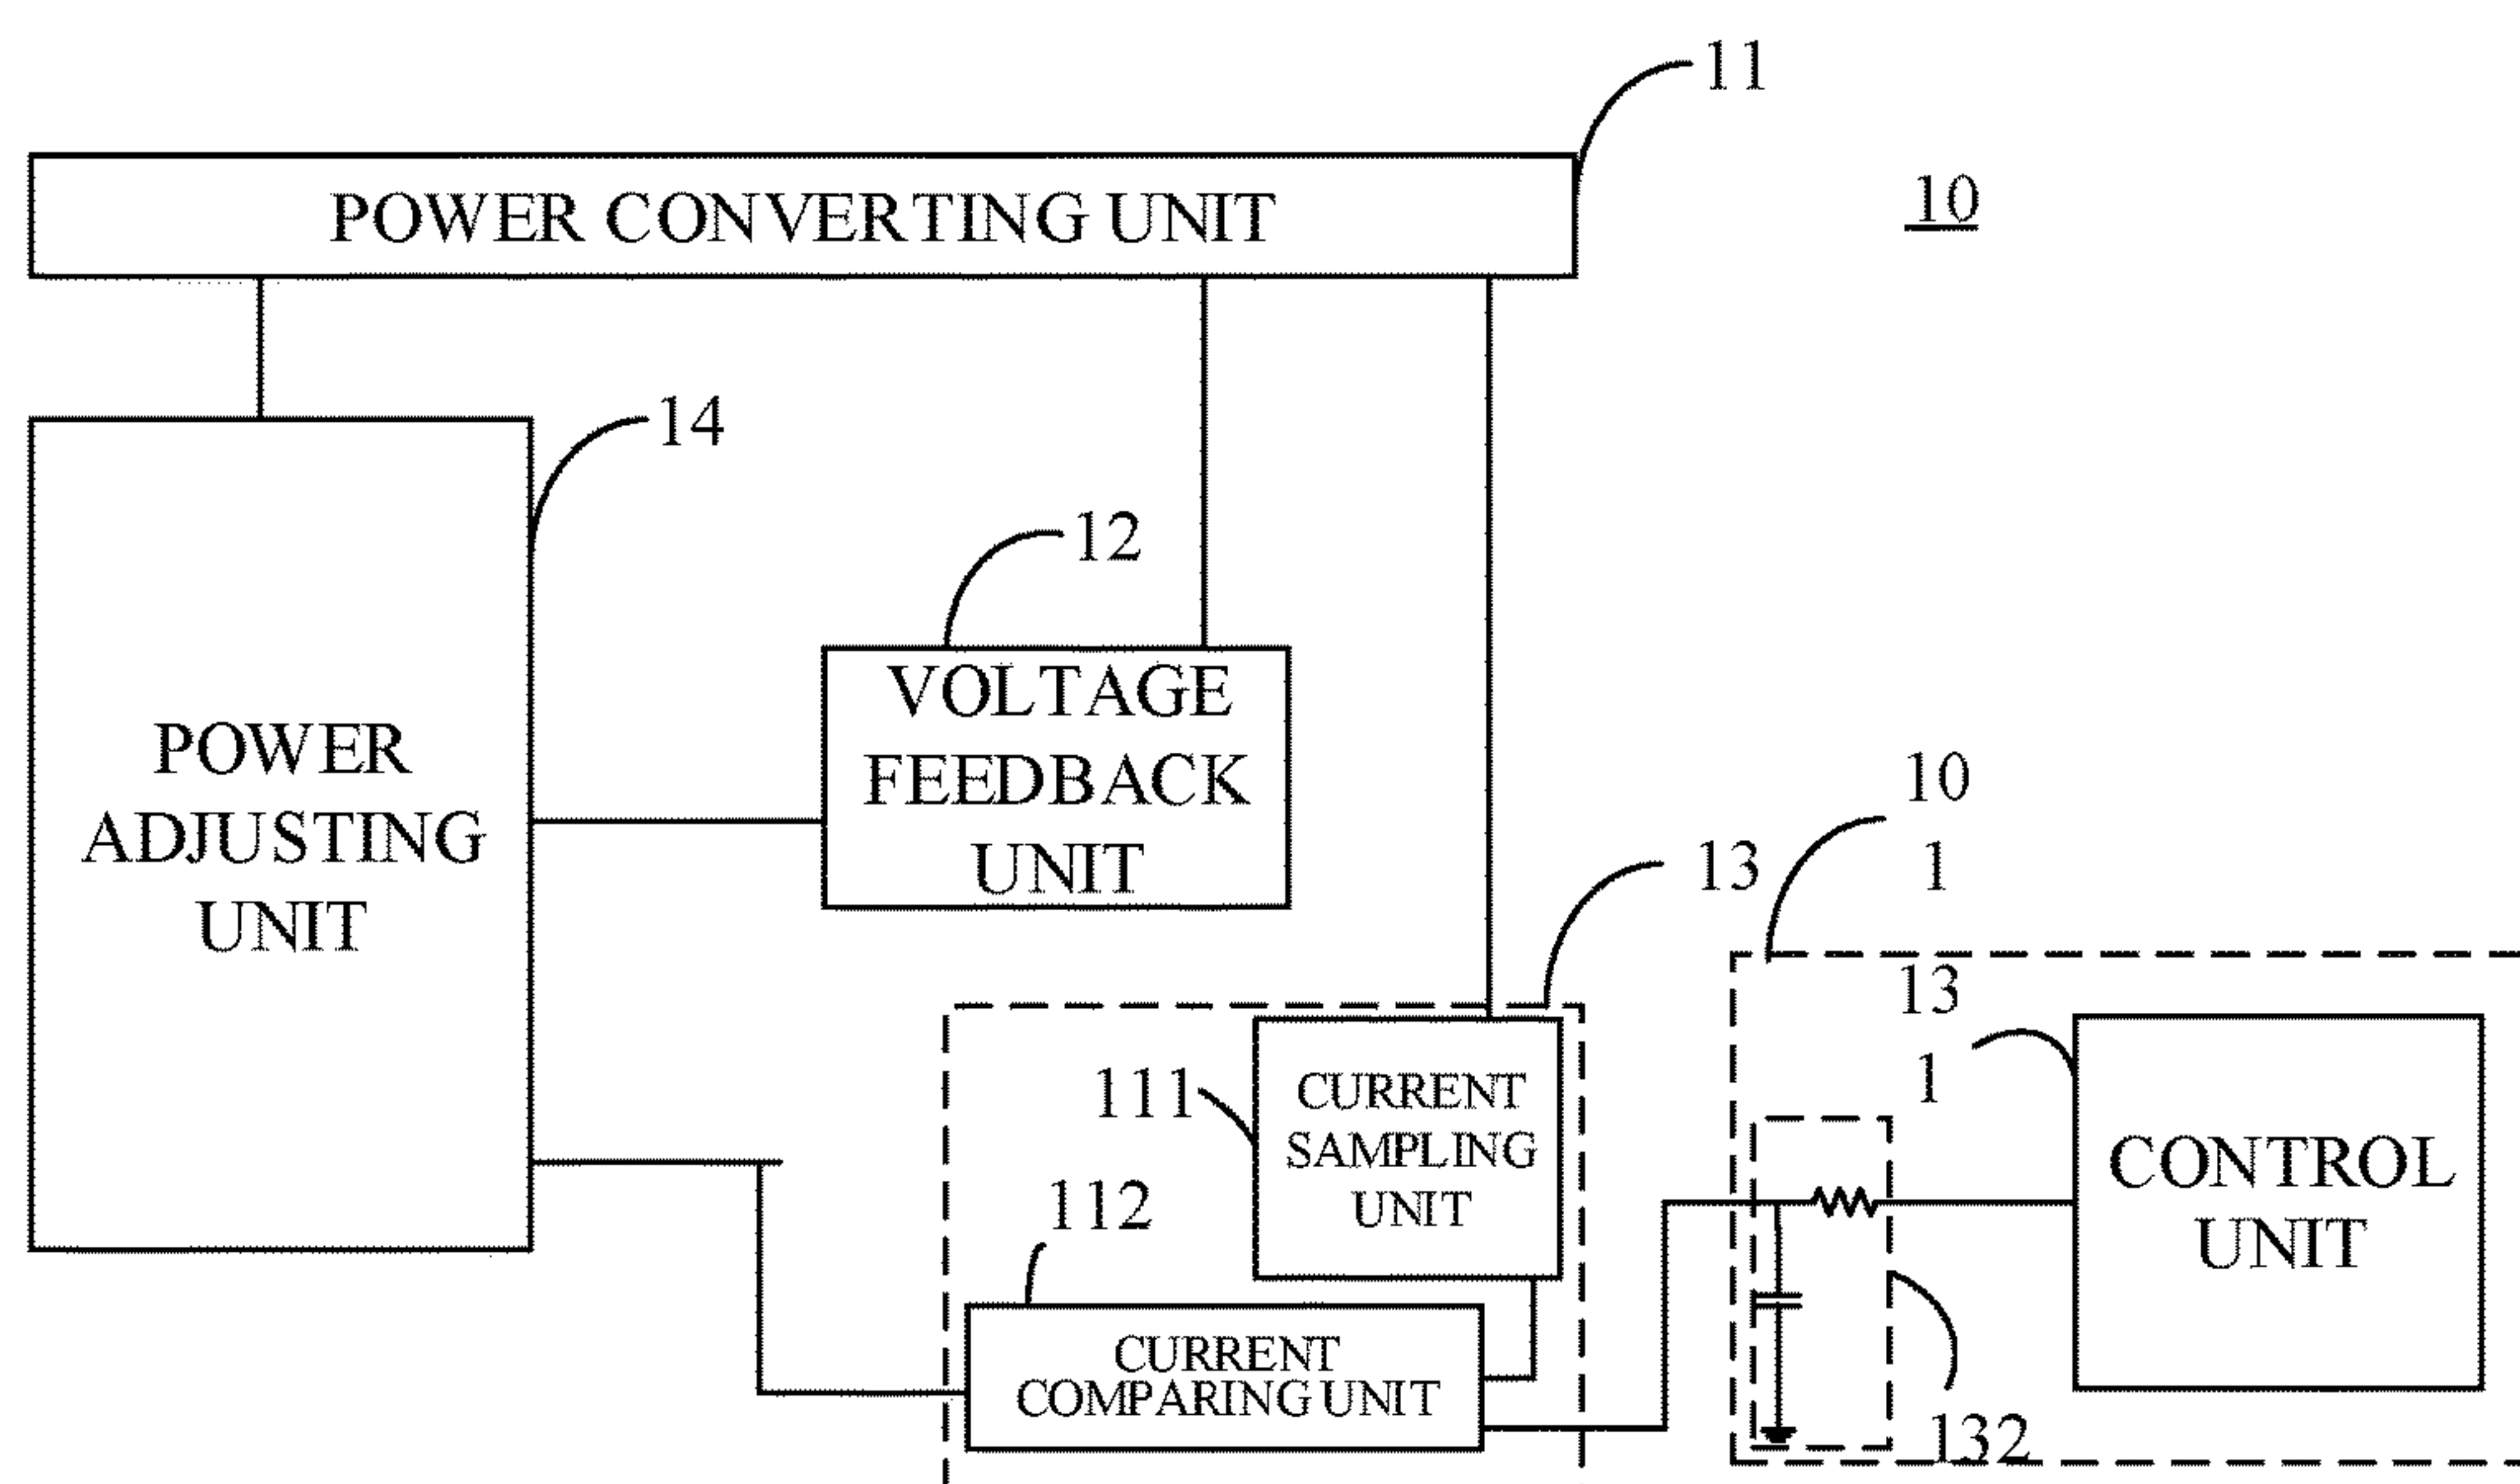 11
POWER CONVERTING UNIT
10
14
12
VOLTAGE
FEEDBACK
UNIT
POWER
ADJUSTING
UNIT
10
1
13
13
1
111
CURRENT
SAMPLING
UNIT
CONTROL
UNIT
112
CURRENT
COMPARING UNIT
132